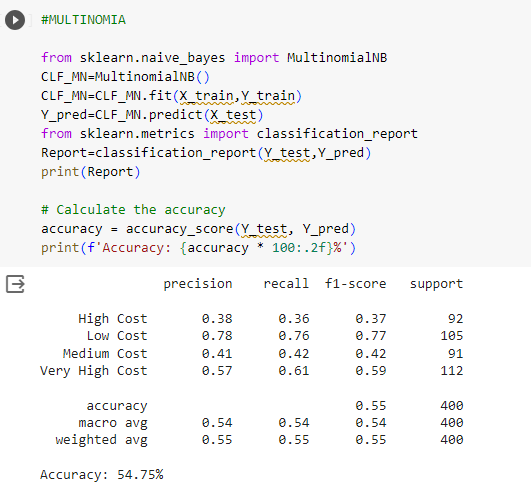 #MULTINOMIA
from sklearn.naive_bayes import MultinomialNB
CLF_MN=MultinomialNB()
CLF_MN=CLF_MN.fit(X_train,Y_train)
Y_pred=CLF_MN.predict(X_test)
from sklearn.metrics import classification_report
Report=classification_report(Y_test,Y_pred)
print(Report)
# Calculate the accuracy
accuracy = accuracy_score(Y_test, Y_pred)
print(f'Accuracy: {accuracy * 100:.2f}%')
precision recall f1-score support
High Cost 0.38 0.36 0.37 92
Low Cost 0.78 0.76 0.77 105
Medium Cost 0.41 0.42 0.42 91
Very High Cost 0.57 0.61 0.59 112
accuracy 0.55 400
macro avg 0.54 0.54 0.54 400
weighted avg 0.55 0.55 0.55 400
Accuracy: 54.75%